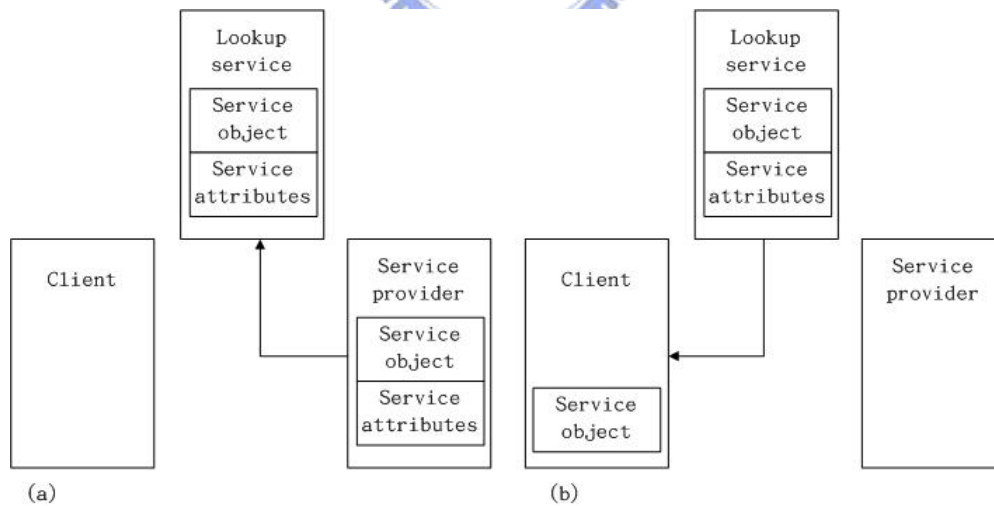 Lookup
service
Service
object
Service
attributes
Client
Service
provider
Service
object
Service
attributes
(a)
Lookup
service
Service
object
Service
attributes
Client
Service
object
Service
provider
(b)